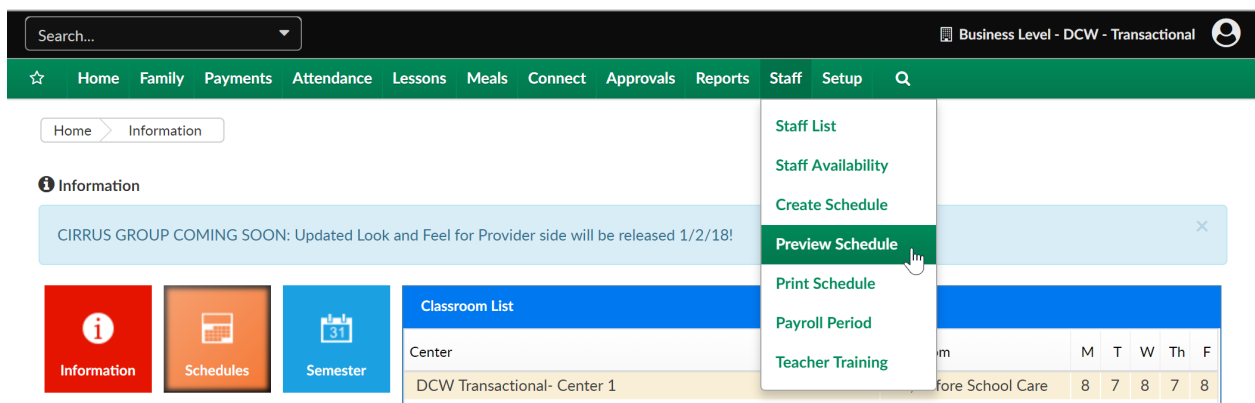 Search...
Business Level - DCW - Transactional
Home Family Payments Attendance Lessons Meals Connect Approvals Reports Staff Setup
Home Information
Staff List
Staff Availability
Create Schedule
Preview Schedule
Print Schedule
Payroll Period
Teacher Training
Information
CIRRUS GROUP COMING SOON: Updated Look and Feel for Provider side will be released 1/2/18!
Information
Schedules
31
Semester
Classroom List
Center M T W Th F
DCW Transactional- Center 1 School Care 8 7 8 7 8